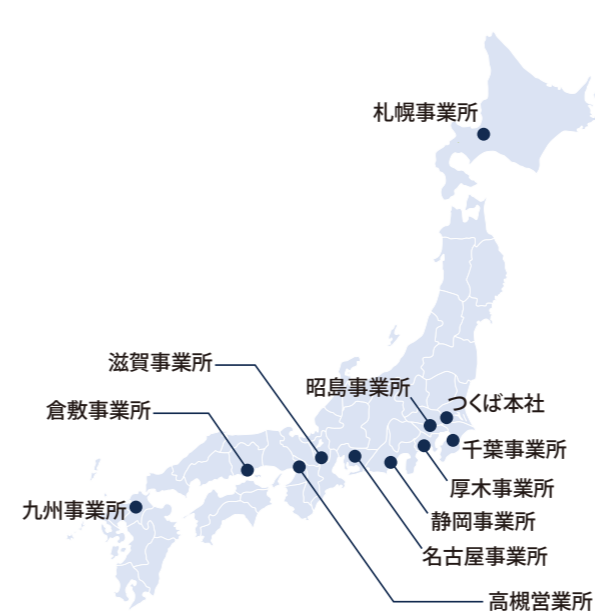 札幌事業所
滋賀事業所
昭島事業所
つくば本社
倉敷事業所
千葉事業所
厚木事業所
九州事業所
静岡事業所
名古屋事業所
高槻営業所